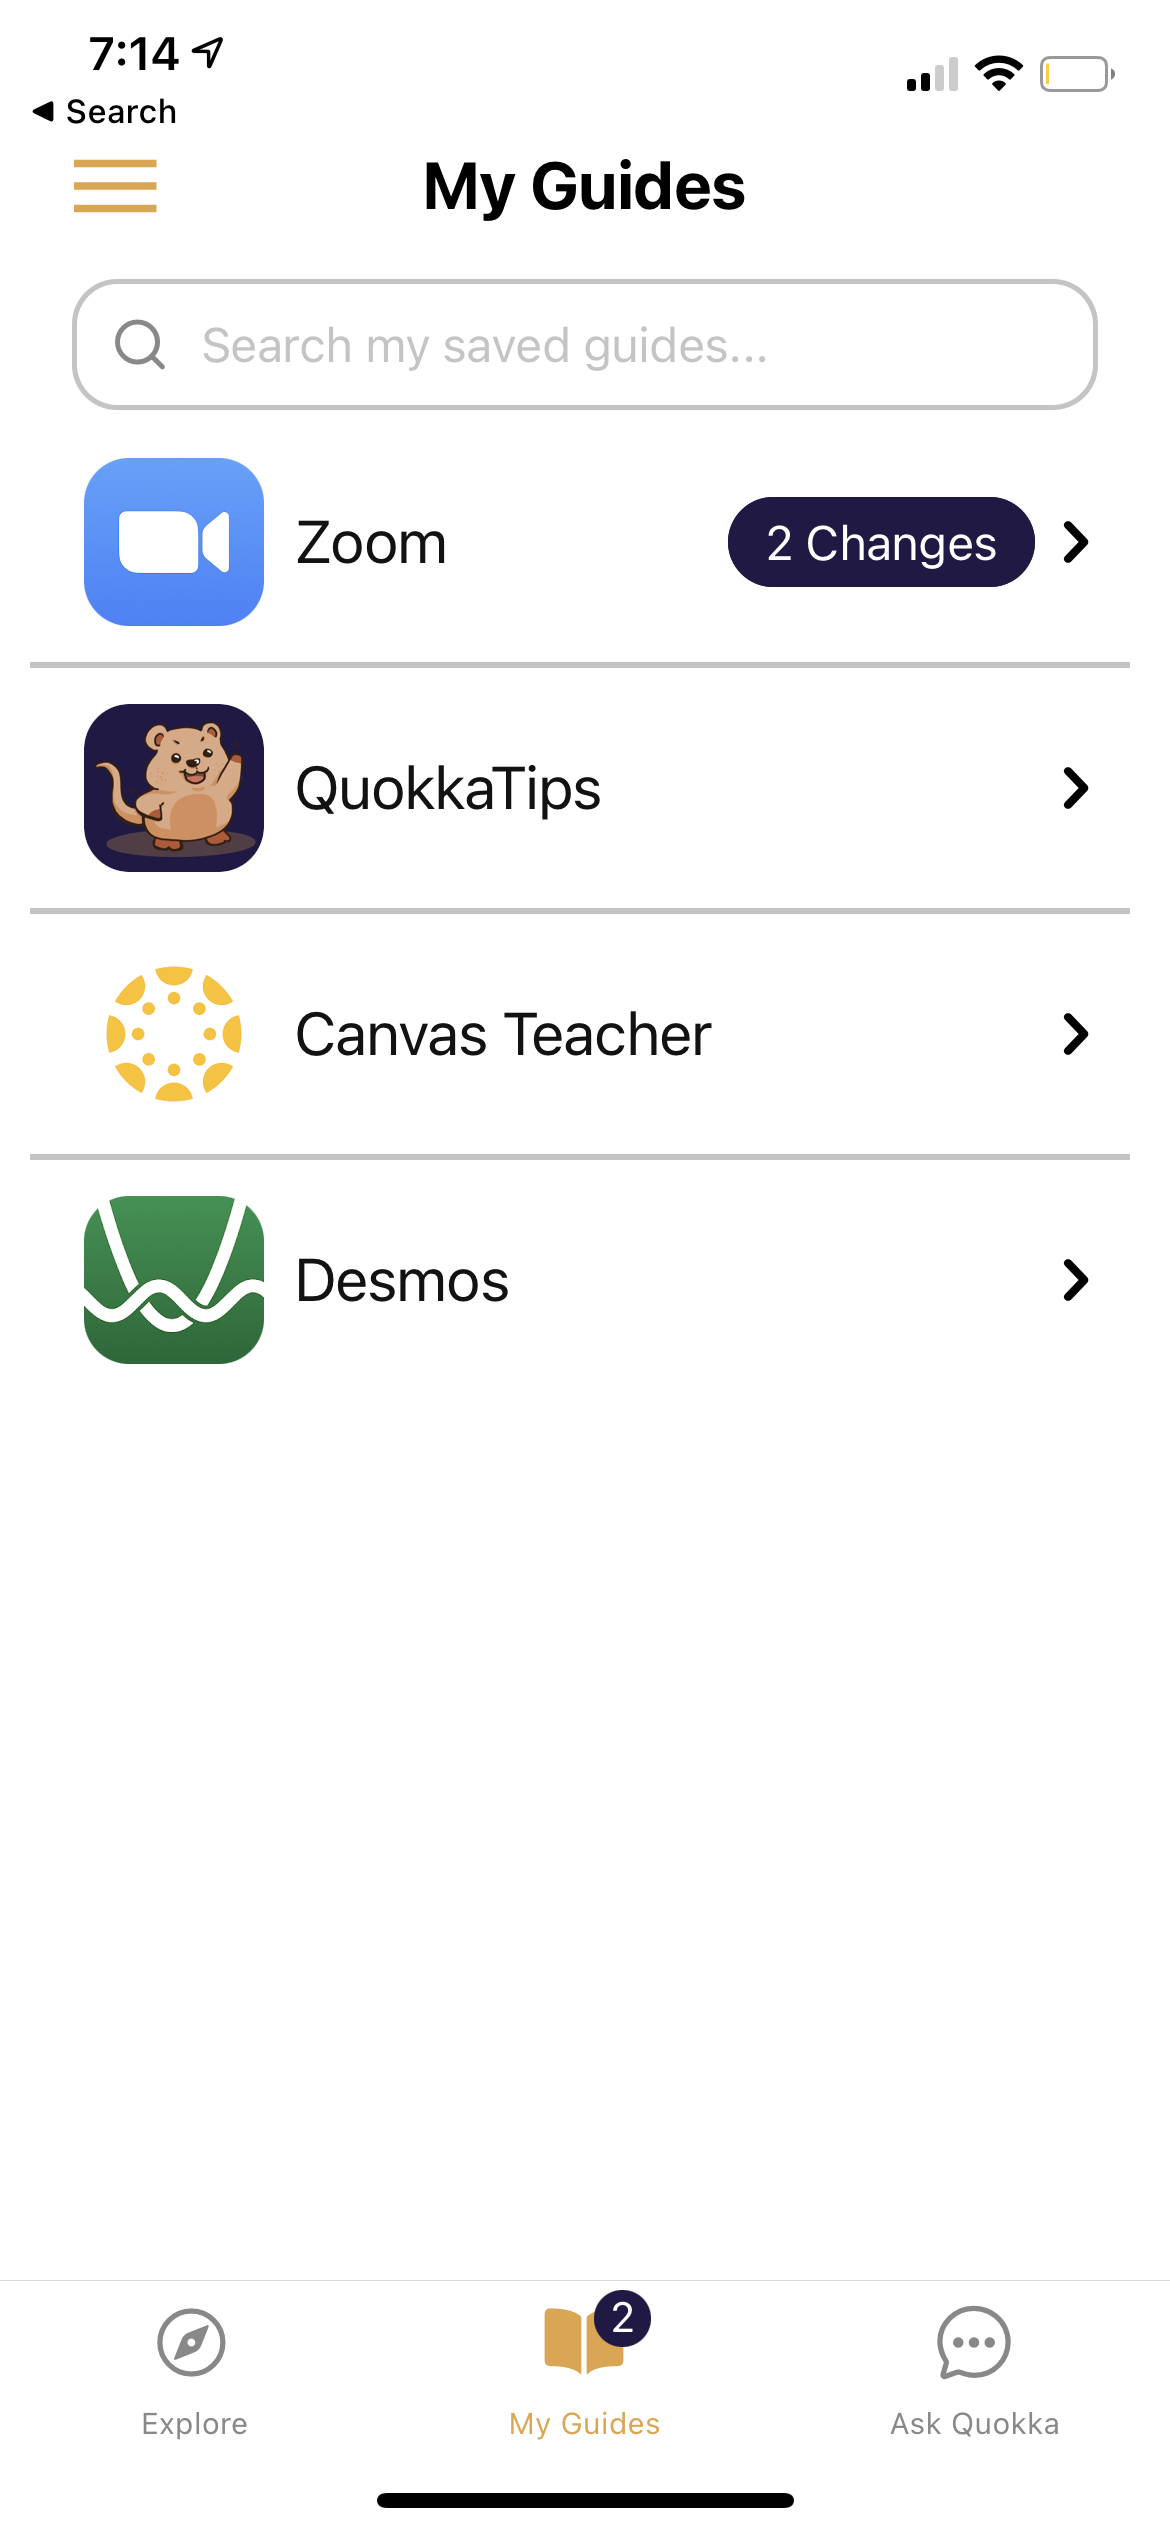 7:14
Search
My Guides
Search my saved guides...
Zoom
2 Changes
QuokkaTips
Canvas Teacher
Desmos
2
Explore
My Guides
Ask Quokka